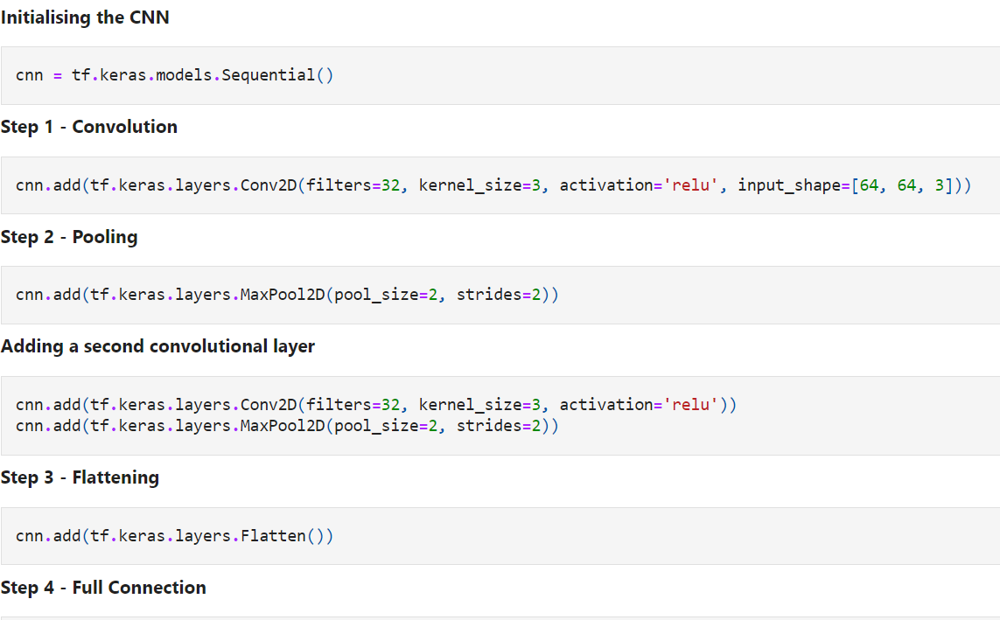 Initialising the CNN
cnn = tf.keras.models.Sequential()
Step 1 - Convolution
cnn.add(tf.keras.layers.Conv2D(filters=32, kernel_size=3, activation='relu', input_shape=[64, 64, 3]))
Step 2 - Pooling
cnn.add(tf.keras.layers.MaxPool2D(pool_size=2, strides=2))
Adding a second convolutional layer
cnn.add(tf.keras.layers.Conv2D(filters=32, kernel_size=3, activation='relu'))
cnn.add(tf.keras.layers.MaxPool2D(pool_size=2, strides=2))
Step 3 - Flattening
cnn.add(tf.keras.layers.Flatten())
Step 4 - Full Connection